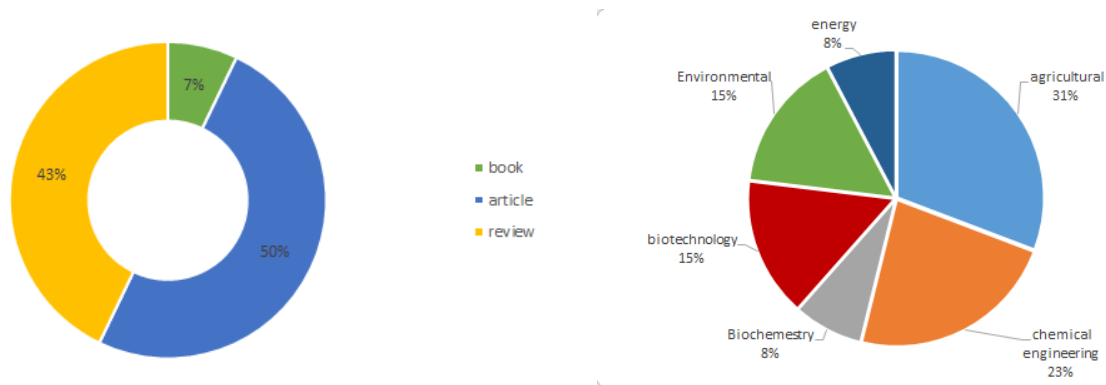 7%
43%
50%
book
article
review
energy
8%
Environmental
15%
agricultural
31%
biotechnology
15%
Biochemestry
8%
chemical
engineering
23%